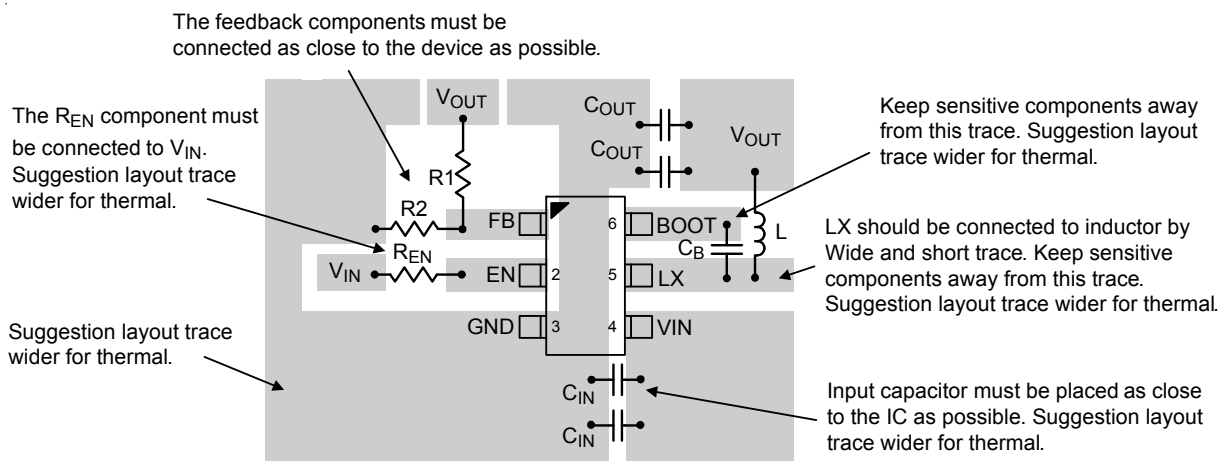 The feedback components must be
connected as close to the device as possible.
The REN component must
be connected to VIN.
Suggestion layout trace
wider for thermal.
VOUT
COUT
COUT
VOUT
Keep sensitive components away
from this trace. Suggestion layout
trace wider for thermal.
R1
R2
FB
6
BOOT
CB
L
REN
VIN
EN
2
5
LX
LX should be connected to inductor by
Wide and short trace. Keep sensitive
components away from this trace.
Suggestion layout trace wider for thermal.
GND
3
4
VIN
Suggestion layout trace
wider for thermal.
CIN
CIN
Input capacitor must be placed as close
to the IC as possible. Suggestion layout
trace wider for thermal.